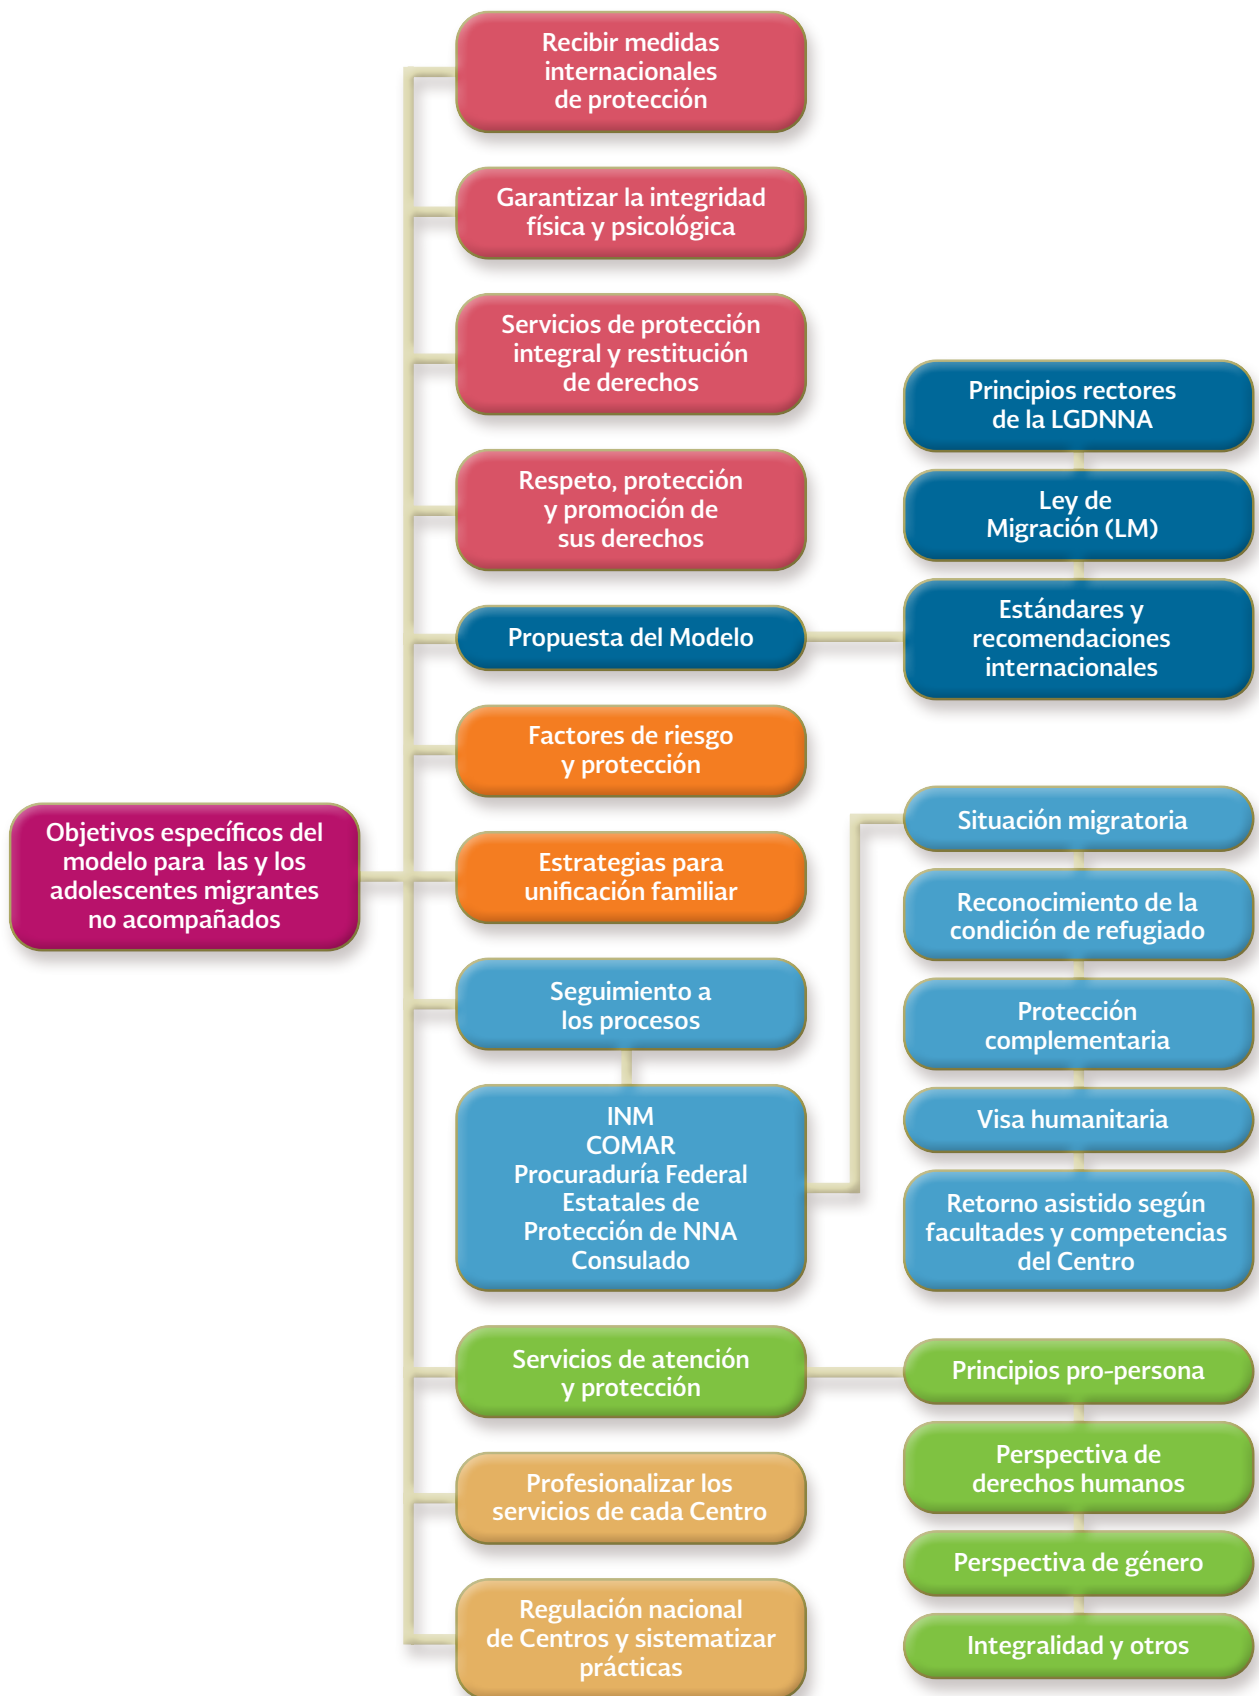 Objetivos específicos del
modelo para las y los
adolescentes migrantes
no acompañados
Recibir medidas
internacionales
de protección
Garantizar la integridad
física y psicológica
Servicios de protección
integral y restitución
de derechos
Respeto, protección
y promoción de
sus derechos
Propuesta del Modelo
Principios rectores
de la LGDNNA
Ley de
Migración (LM)
Estándares y
recomendaciones
internacionales
Factores de riesgo
y protección
Estrategias para
unificación familiar
Seguimiento a
los procesos
INM
COMAR
Procuraduría Federal
Estatales de
Protección de NNA
Consulado
Situación migratoria
Reconocimiento de la
condición de refugiado
Protección
complementaria
Visa humanitaria
Retorno asistido según
facultades y competencias
del Centro
Servicios de atención
y protección
Principios pro-persona
Perspectiva de
derechos humanos
Perspectiva de género
Integralidad y otros
Profesionalizar los
servicios de cada Centro
Regulación nacional
de Centros y sistematizar
prácticas